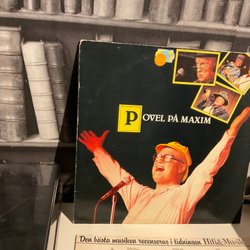 POVEL PÅ MAXIM
Den bästa musiken recenseras i tidningen Hifi & Musik